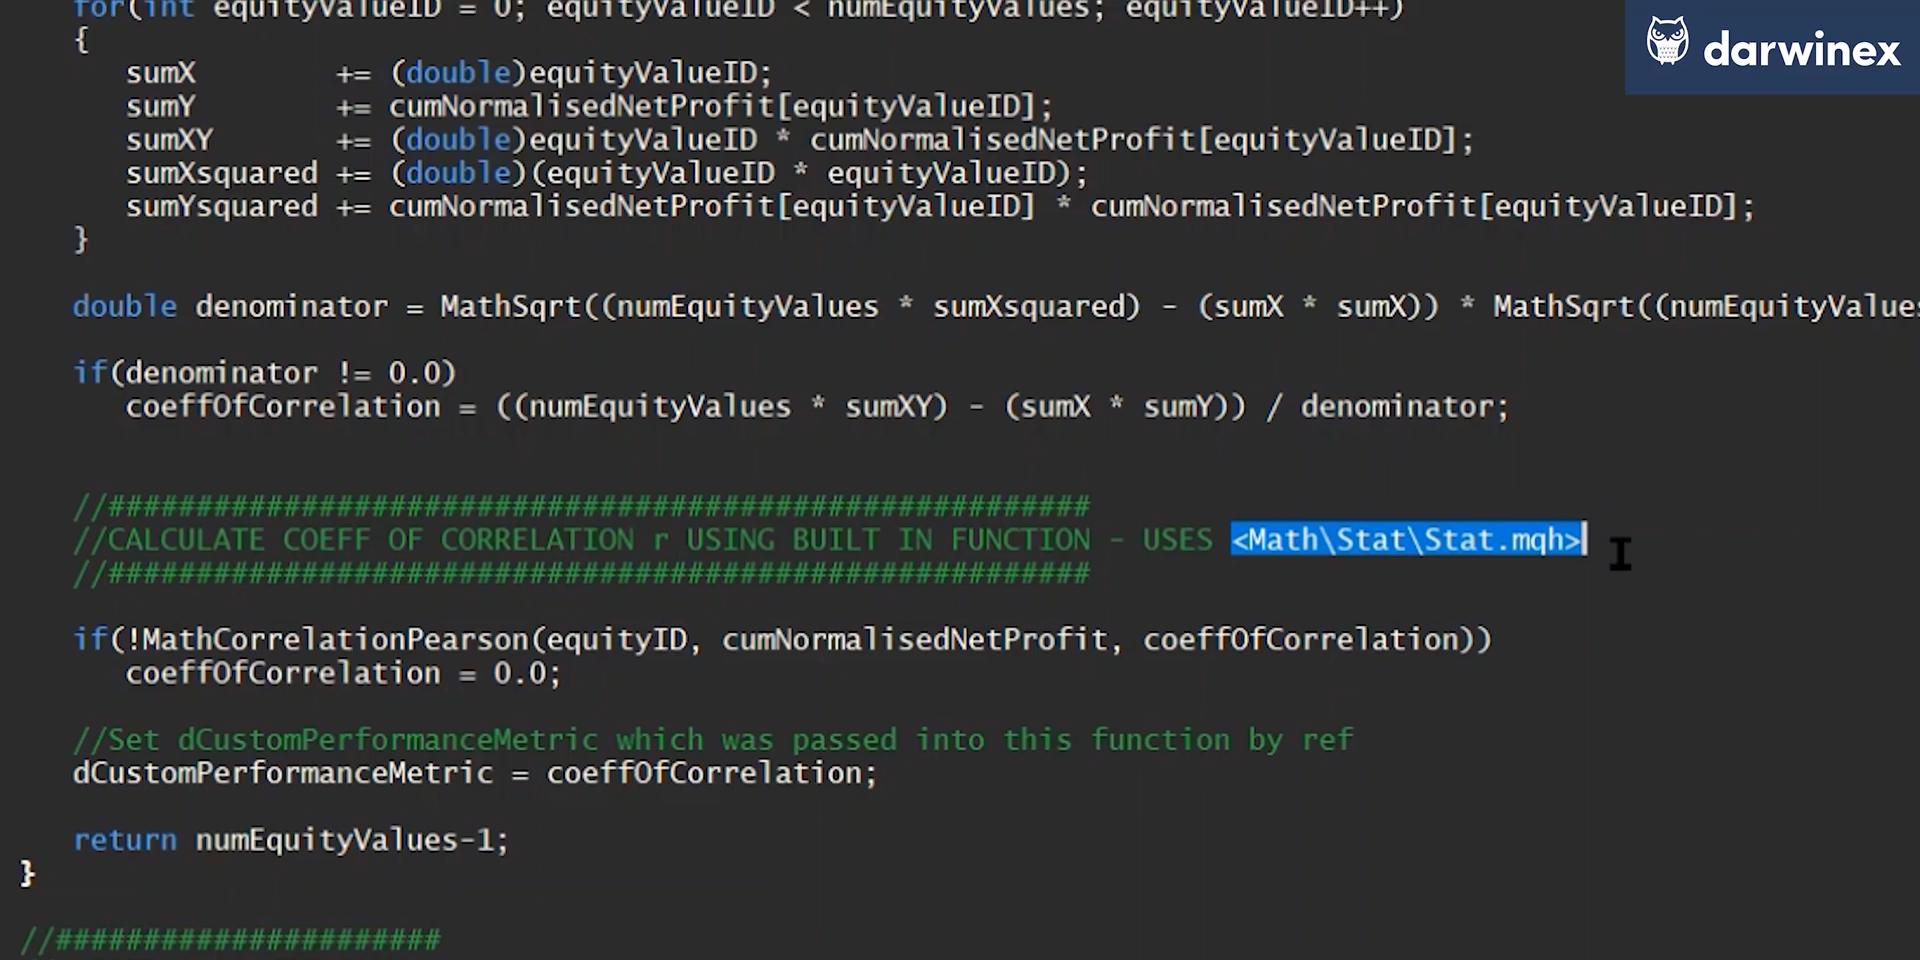 for(int equityValueID = 0; equityValueID < numEquityValues; equityValueID++)
darwinex
{
sumX += (double)equityValueID;
sumY += cumNormalisedNetProfit[equityValueID];
sumXY += (double)equityValueID * cumNormalisedNetProfit[equityValueID];
sumXsquared += (double)(equityValueID * equityValueID);
sumYsquared += cumNormalisedNetProfit[equityValueID] * cumNormalisedNetProfit[equityValueID];
}
double denominator = MathSqrt((numEquityValues * sumXsquared) - (sumX * sumX)) * MathSqrt((numEquityValues
if(denominator != 0.0)
coeffOfCorrelation = ((numEquityValues * sumXY) - (sumX * sumY)) / denominator;
//########################################################
//CALCULATE COEFF OF CORRELATION r USING BUILT IN FUNCTION - USES <Math\Stat\Stat.mqh>
//########################################################
if(!MathCorrelationPearson(equityID, cumNormalisedNetProfit, coeffOfCorrelation))
coeffOfCorrelation = 0.0;
//Set dCustomPerformanceMetric which was passed into this function by ref
dCustomPerformanceMetric = coeffOfCorrelation;
return numEquityValues-1;
}
//######################